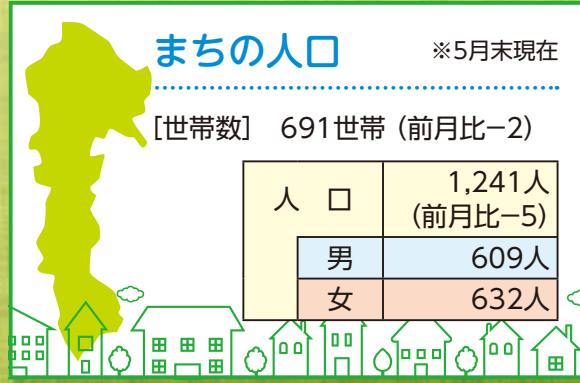 まちの人口 ※5月末現在
[世帯数] 691世帯（前月比−2）
人 口 1,241人
（前月比−5）
男 609人
女 632人